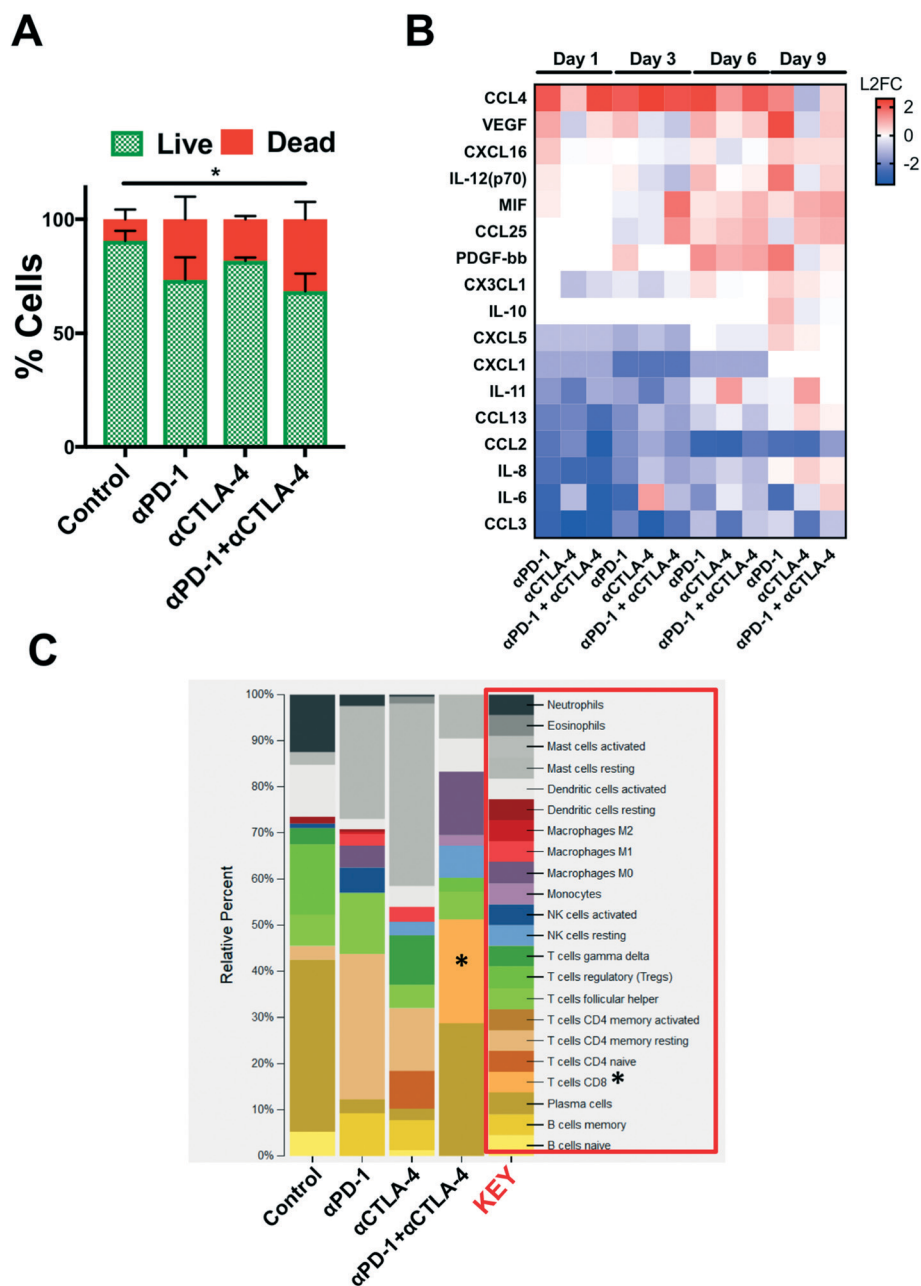 A
Live Dead
*
100
50
0
% Cells
Control
αPD-1
αCTLA-4
αPD-1+αCTLA-4
B
Day 1 Day 3 Day 6 Day 9
L2FC
2
0
-2
CCL4
VEGF
CXCL16
IL-12(p70)
MIF
CCL25
PDGF-bb
CX3CL1
IL-10
CXCL5
CXCL1
IL-11
CCL13
CCL2
IL-8
IL-6
CCL3
αPD-1
αCTLA-4
αPD-1 + αCTLA-4
αPD-1
αCTLA-4
αPD-1 + αCTLA-4
αPD-1
αCTLA-4
αPD-1 + αCTLA-4
αPD-1
αCTLA-4
αPD-1 + αCTLA-4
C
Relative Percent
100%
90%
80%
70%
60%
50%
40%
30%
20%
10%
0%
*
Neutrophils
Eosinophils
Mast cells activated
Mast cells resting
Dendritic cells activated
Dendritic cells resting
Macrophages M2
Macrophages M1
Macrophages M0
Monocytes
NK cells activated
NK cells resting
T cells gamma delta
T cells regulatory (Tregs)
T cells follicular helper
T cells CD4 memory activated
T cells CD4 memory resting
T cells CD4 naive
T cells CD8 *
Plasma cells
B cells memory
B cells naive
Control
αPD-1
αCTLA-4
αPD-1+αCTLA-4
KEY